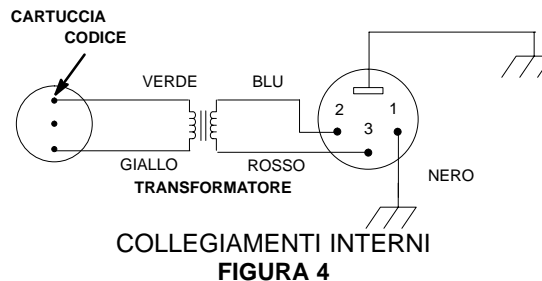 CARTUCCIA
CODICE
VERDE
BLU
2
1
3
GIALLO
ROSSO
NERO
TRANSFORMATORE
COLLEGIAMENTI INTERNI
FIGURA 4